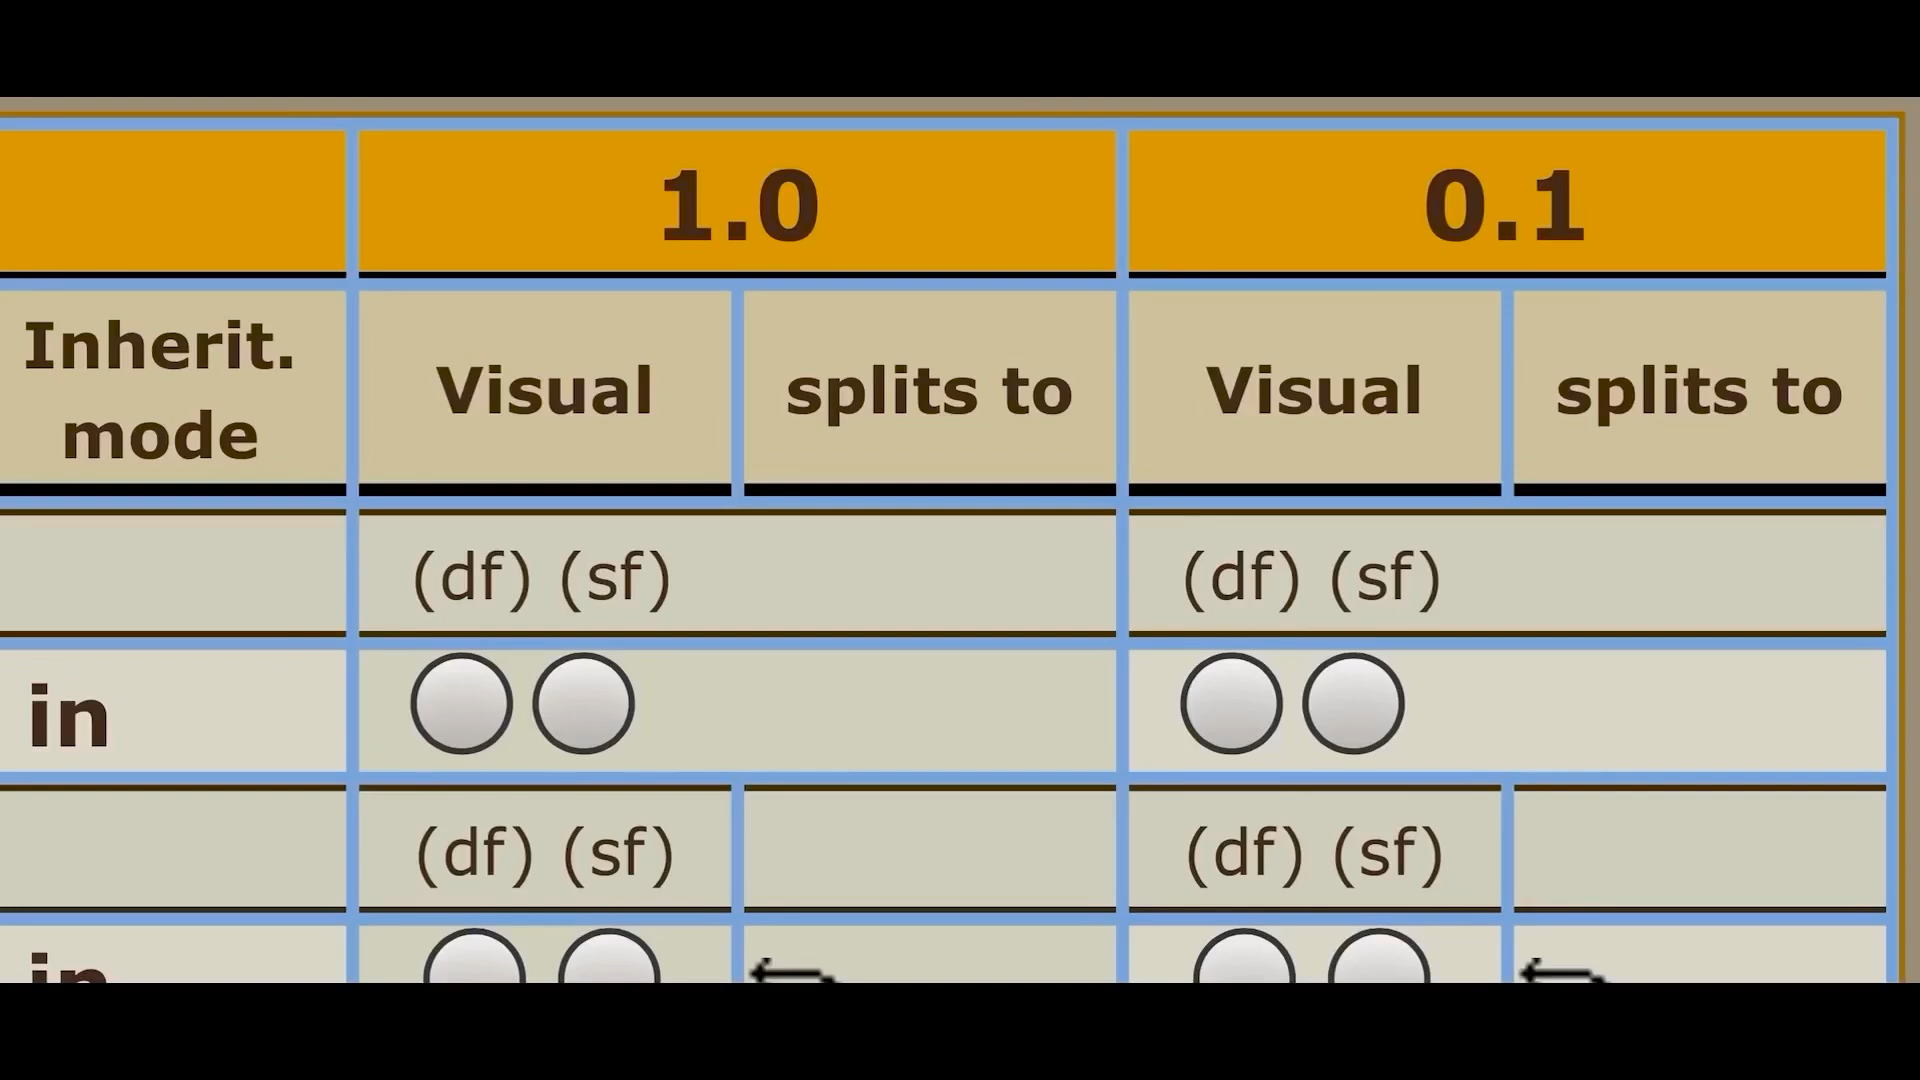 1.0 0.1
Inherit.
mode
Visual splits to Visual splits to
(df) (sf) (df) (sf)
in
(df) (sf) (df) (sf)
in